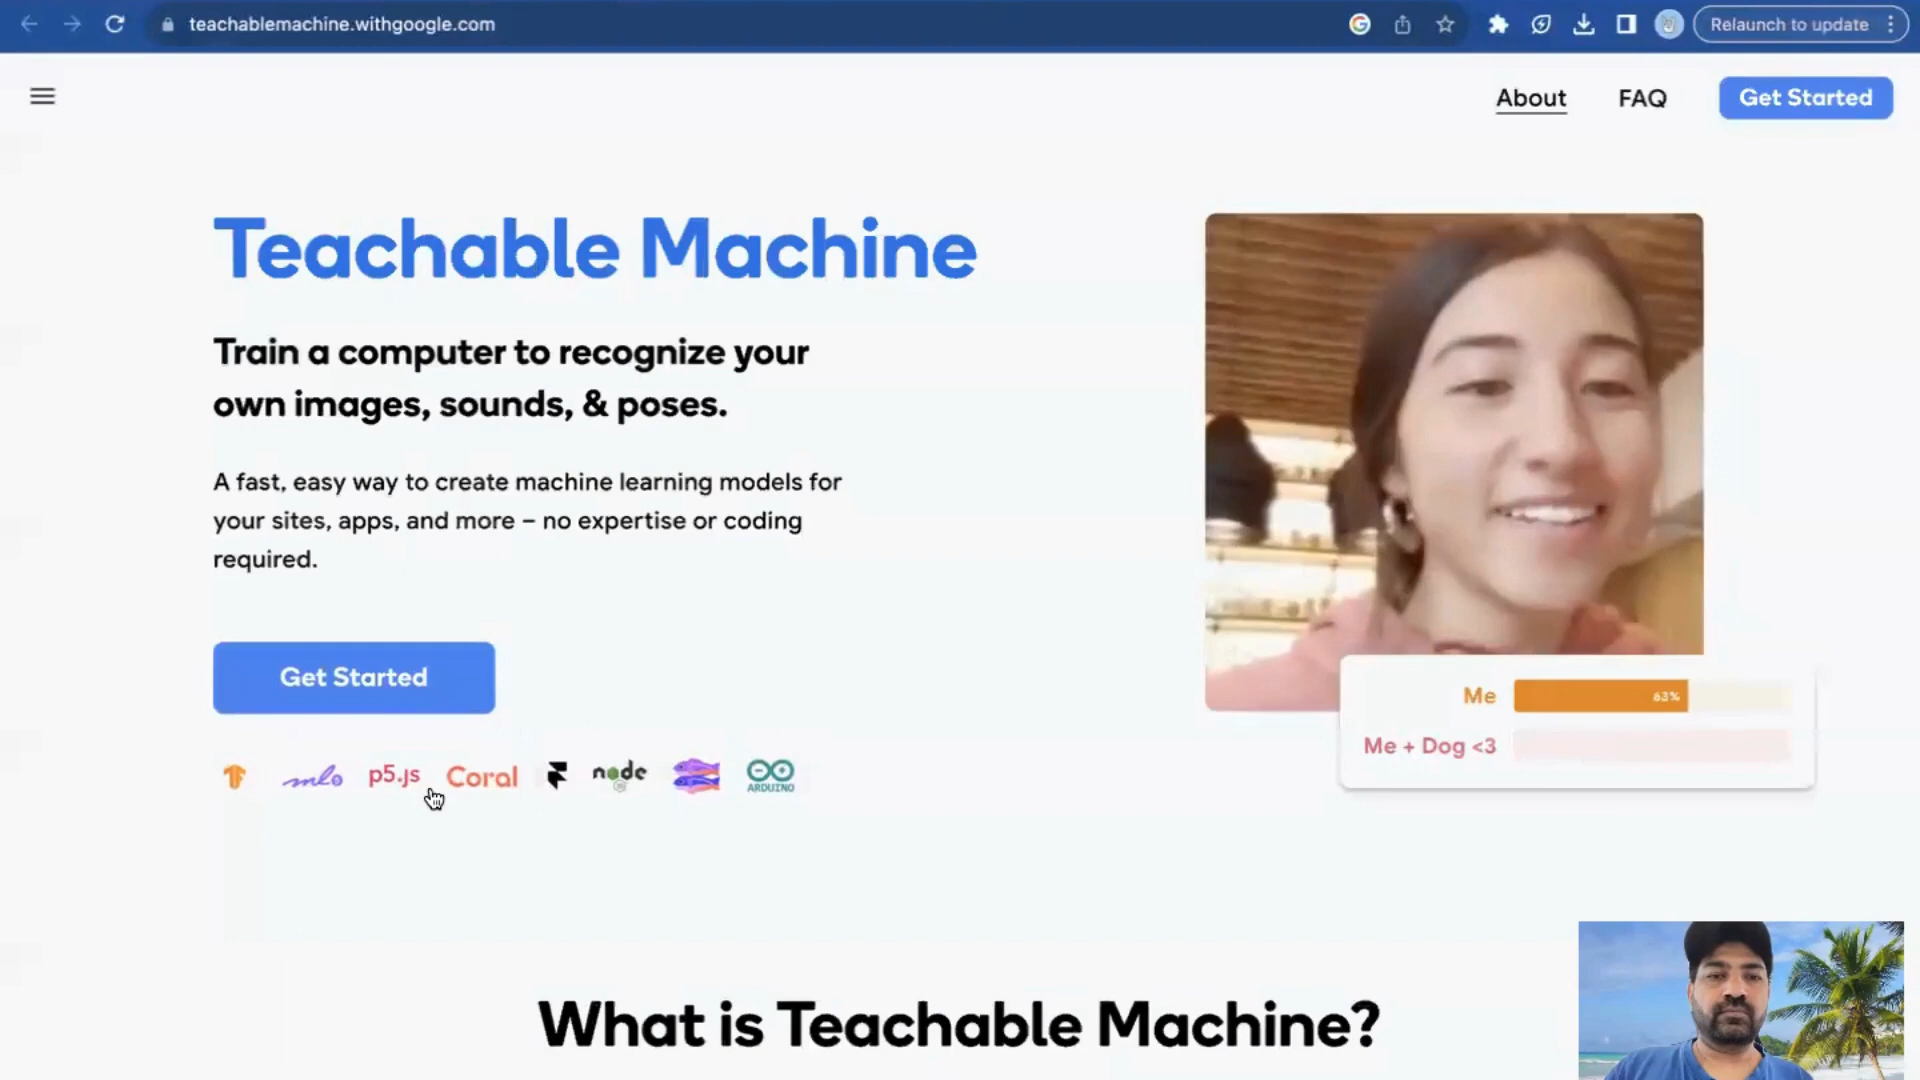 teachablemachine.withgoogle.com
Relaunch to update
About
FAQ
Get Started
Teachable Machine
Train a computer to recognize your
own images, sounds, & poses.
A fast, easy way to create machine learning models for
your sites, apps, and more – no expertise or coding
required.
Get Started
Me
63%
Me + Dog <3
ml5
p5.js
Coral
node
JS
ARDUINO
What is Teachable Machine?